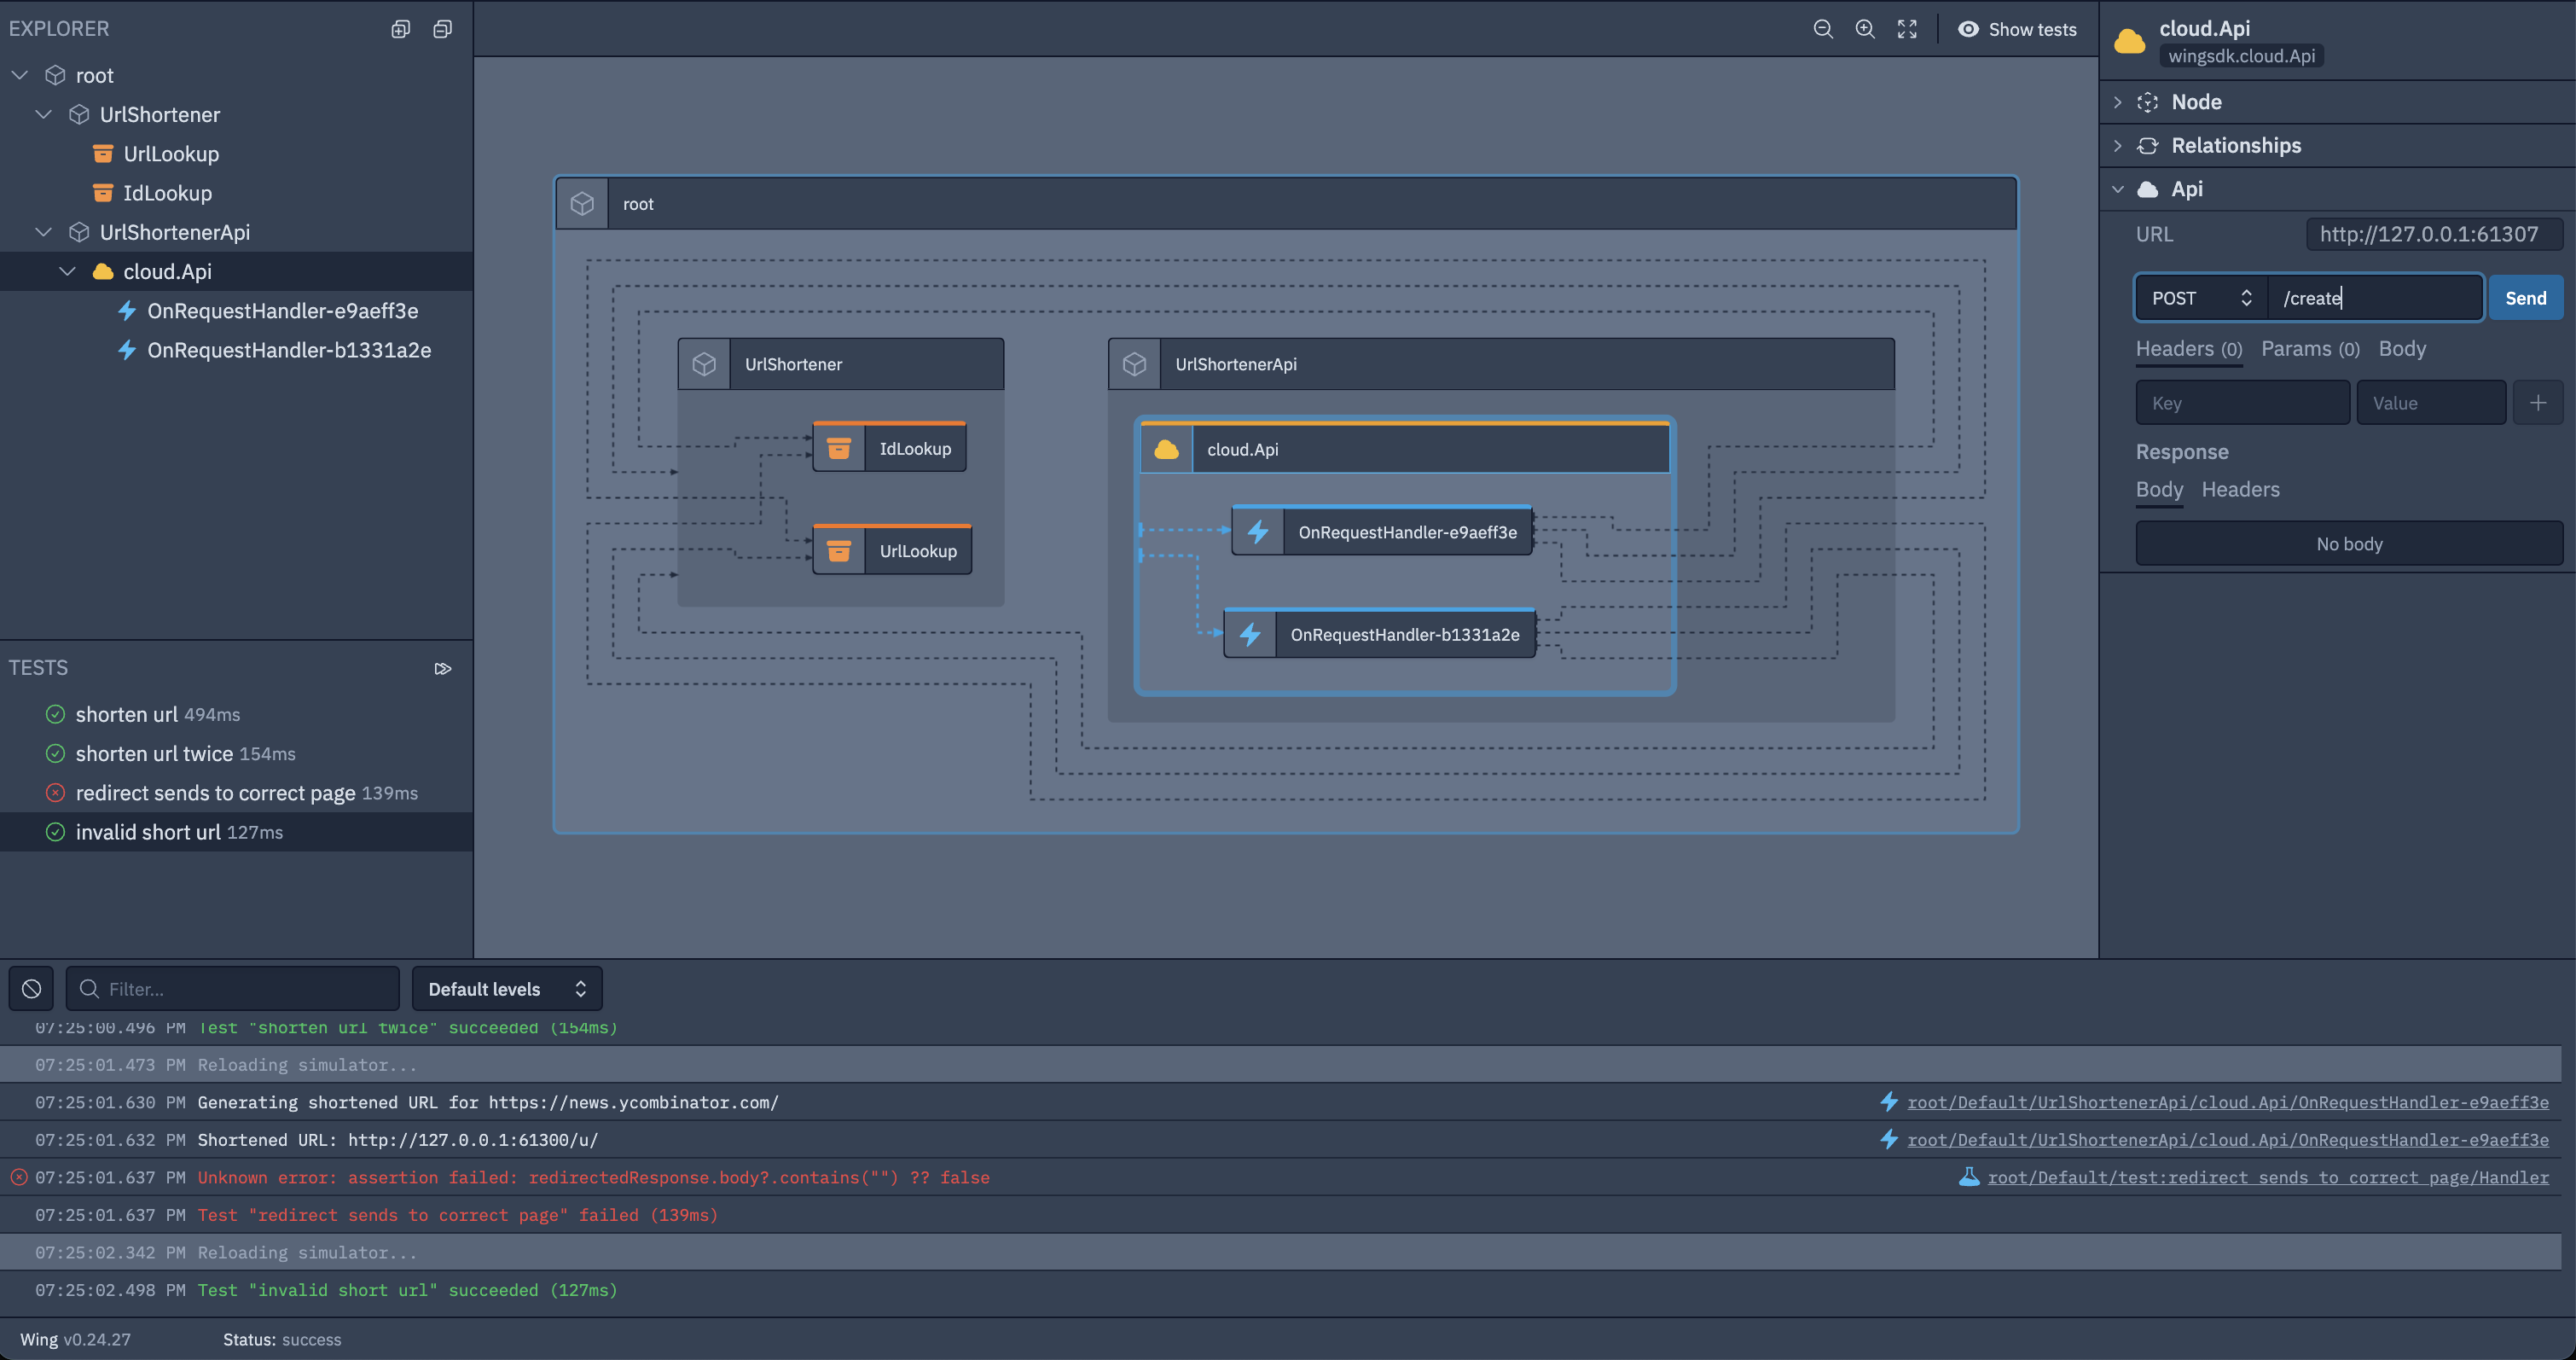 EXPLORER
root
UrlShortener
UrlLookup
IdLookup
UrlShortenerApi
cloud.Api
OnRequestHandler-e9aeff3e
OnRequestHandler-b1331a2e
TESTS
shorten url 494ms
shorten url twice 154ms
redirect sends to correct page 139ms
invalid short url 127ms
Show tests
root
UrlShortener
IdLookup
UrlLookup
UrlShortenerApi
cloud.Api
OnRequestHandler-e9aeff3e
OnRequestHandler-b1331a2e
cloud.Api
wingsdk.cloud.Api
Node
Relationships
Api
URL http://127.0.0.1:61307
POST /create Send
Headers (0) Params (0) Body
Key Value
Response
Body Headers
No body
Filter... Default levels
07:25:00.496 PM Test "shorten url twice" succeeded (154ms)
07:25:01.473 PM Reloading simulator...
07:25:01.630 PM Generating shortened URL for https://news.ycombinator.com/ root/Default/UrlShortenerApi/cloud.Api/OnRequestHandler-e9aeff3e
07:25:01.632 PM Shortened URL: http://127.0.0.1:61300/u/ root/Default/UrlShortenerApi/cloud.Api/OnRequestHandler-e9aeff3e
07:25:01.637 PM Unknown error: assertion failed: redirectedResponse.body?.contains("") ?? false root/Default/test:redirect sends to correct page/Handler
07:25:01.637 PM Test "redirect sends to correct page" failed (139ms)
07:25:02.342 PM Reloading simulator...
07:25:02.498 PM Test "invalid short url" succeeded (127ms)
Wing v0.24.27 Status: success